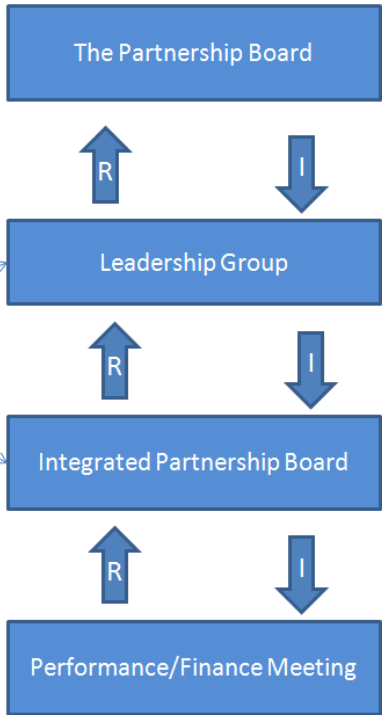 The Partnership Board
R I
Leadership Group
R I
Integrated Partnership Board
R I
Performance/Finance Meeting